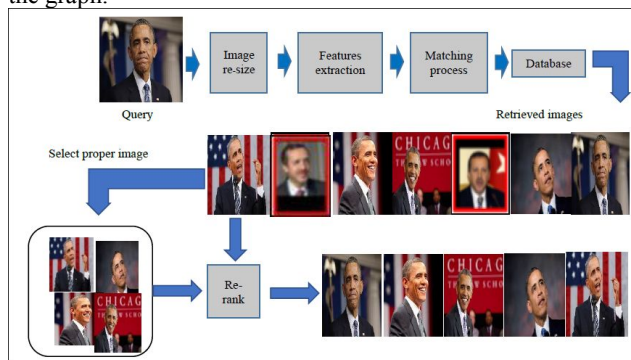 the graph.
Image
re-size
Features
extraction
Matching
process
Database
Query
Retrieved images
Select proper image
CHICAG
CHICAG
Re-
rank
CHICAG